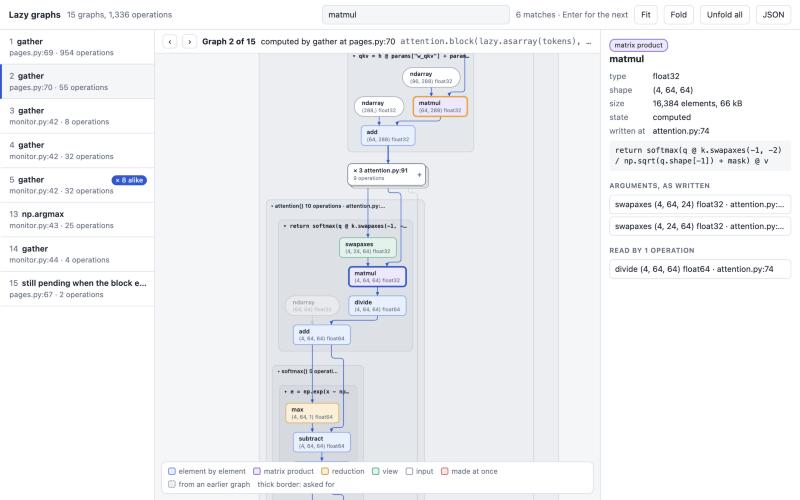 Lazy graphs 15 graphs, 1,336 operations matmul 6 matches · Enter for the next Fit Fold Unfold all JSON
1 gather
pages.py:69 · 954 operations
2 gather
pages.py:70 · 55 operations
3 gather
monitor.py:42 · 8 operations
4 gather
monitor.py:42 · 32 operations
5 gather × 8 alike
monitor.py:42 · 32 operations
13 np.argmax
monitor.py:43 · 25 operations
14 gather
monitor.py:44 · 4 operations
15 still pending when the block e...
pages.py:67 · 2 operations
‹ › Graph 2 of 15 computed by gather at pages.py:70 attention.block(lazy.asarray(tokens), …
▾ qkv = h @ params["w_qkv"] + param…
ndarray
(96, 288) float32
ndarray
(288,) float32
matmul
(64, 288) float32
add
(64, 288) float32
× 3 attention.py:91 +
9 operations
▾ attention() 10 operations · attention.py:...
▾ return softmax(q @ k.swapaxes(−1, −…
swapaxes
(4, 24, 64) float32
matmul
(4, 64, 64) float32
ndarray
(64, 64) float32
divide
(4, 64, 64) float64
add
(4, 64, 64) float64
▾ softmax() 5 operati...
▾ e = np.exp(x − np…
max
(4, 64, 1) float64
subtract
(4, 64, 64) float64
element by element matrix product reduction view input made at once
from an earlier graph thick border: asked for
matrix product
matmul
type float32
shape (4, 64, 64)
size 16,384 elements, 66 kB
state computed
written at attention.py:74
return softmax(q @ k.swapaxes(−1, −2)
/ np.sqrt(q.shape[−1]) + mask) @ v
ARGUMENTS, AS WRITTEN
swapaxes (4, 64, 24) float32 · attention.py:...
swapaxes (4, 24, 64) float32 · attention.py:...
READ BY 1 OPERATION
divide (4, 64, 64) float64 · attention.py:74